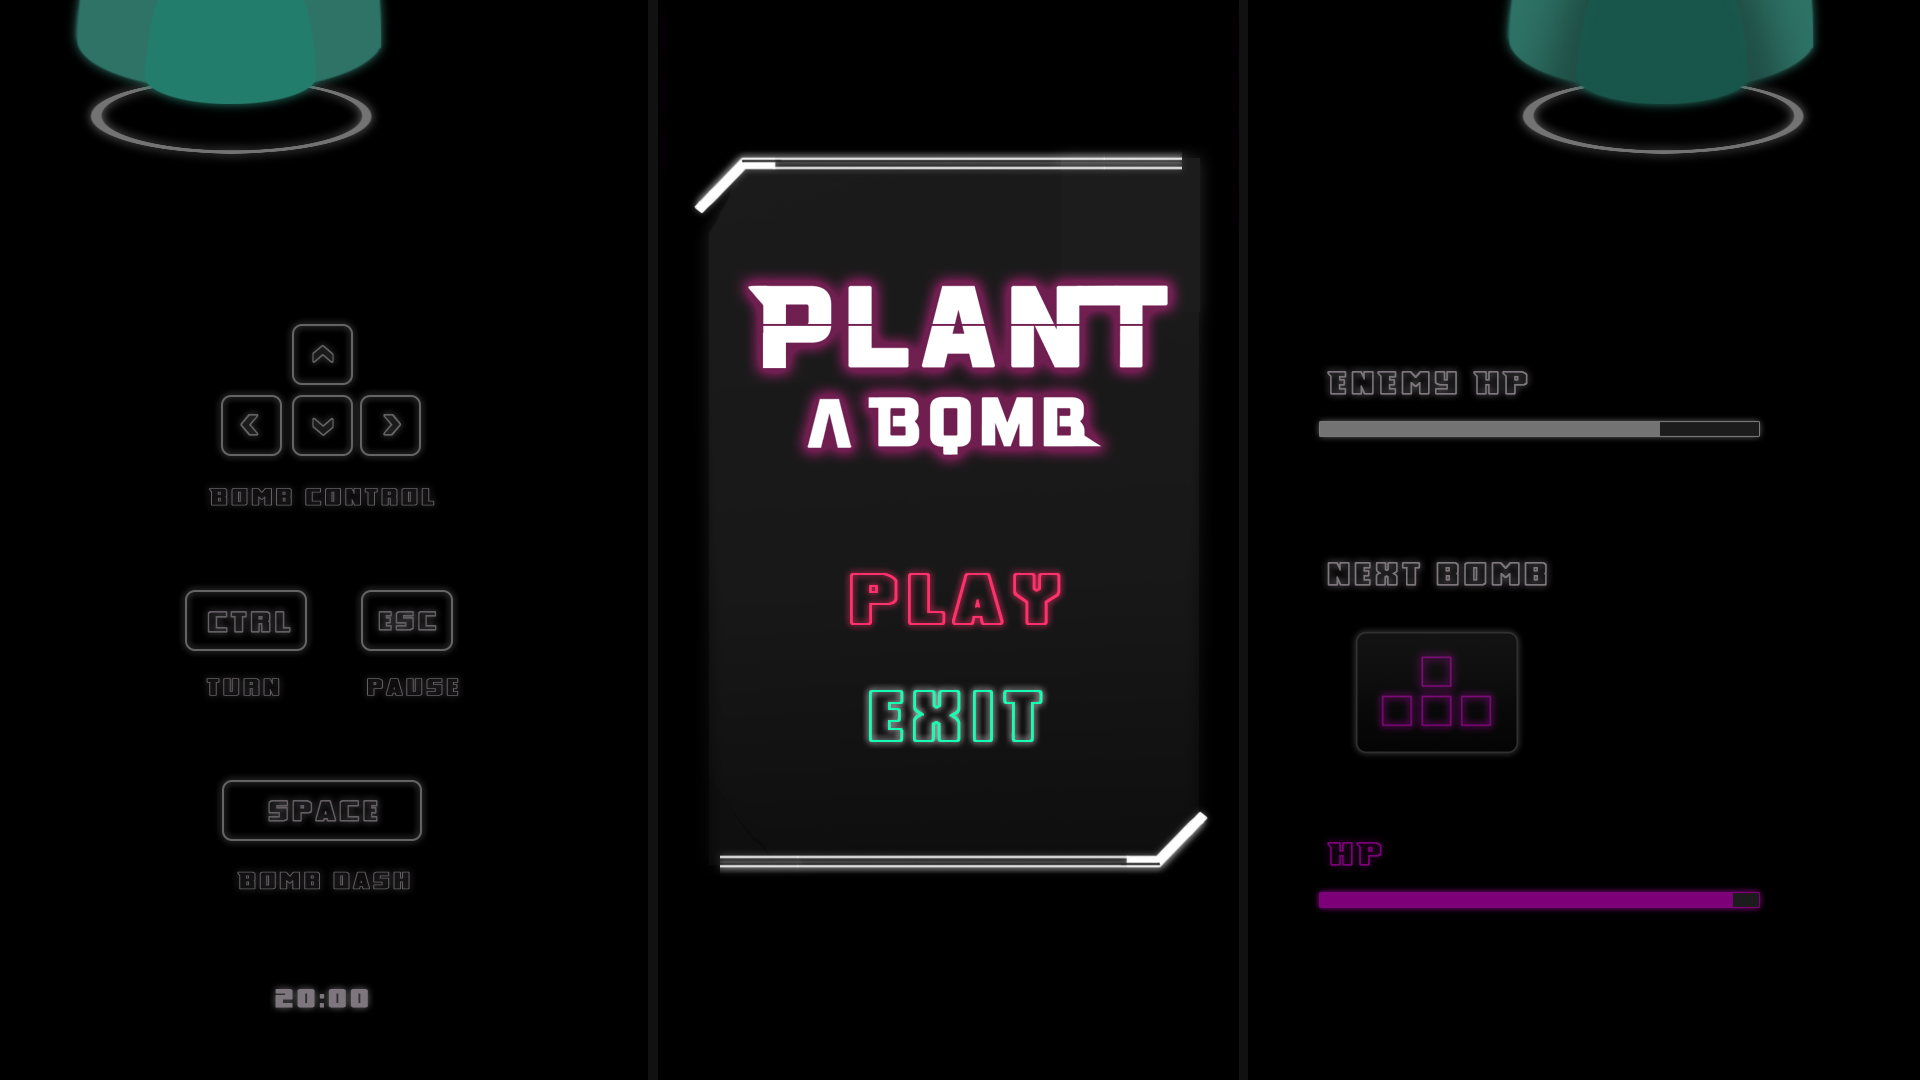 BOMB CONTROL
CTRL
ESC
TURN
PAUSE
SPACE
BOMB DASH
20:00
PLANT
A BOMB
PLAY
EXIT
ENEMY HP
NEXT BOMB
HP